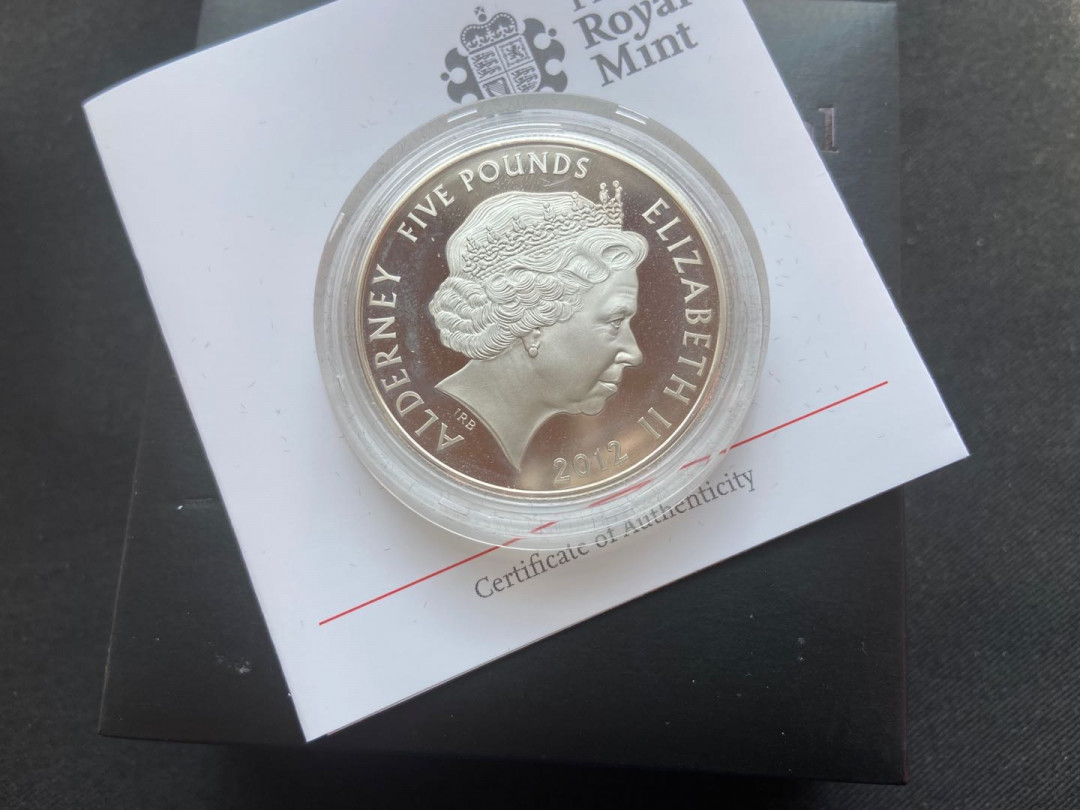 Royal
Mint
ALDERNEY FIVE POUNDS ELIZABETH II
IRB
2012
Certificate of Authenticity